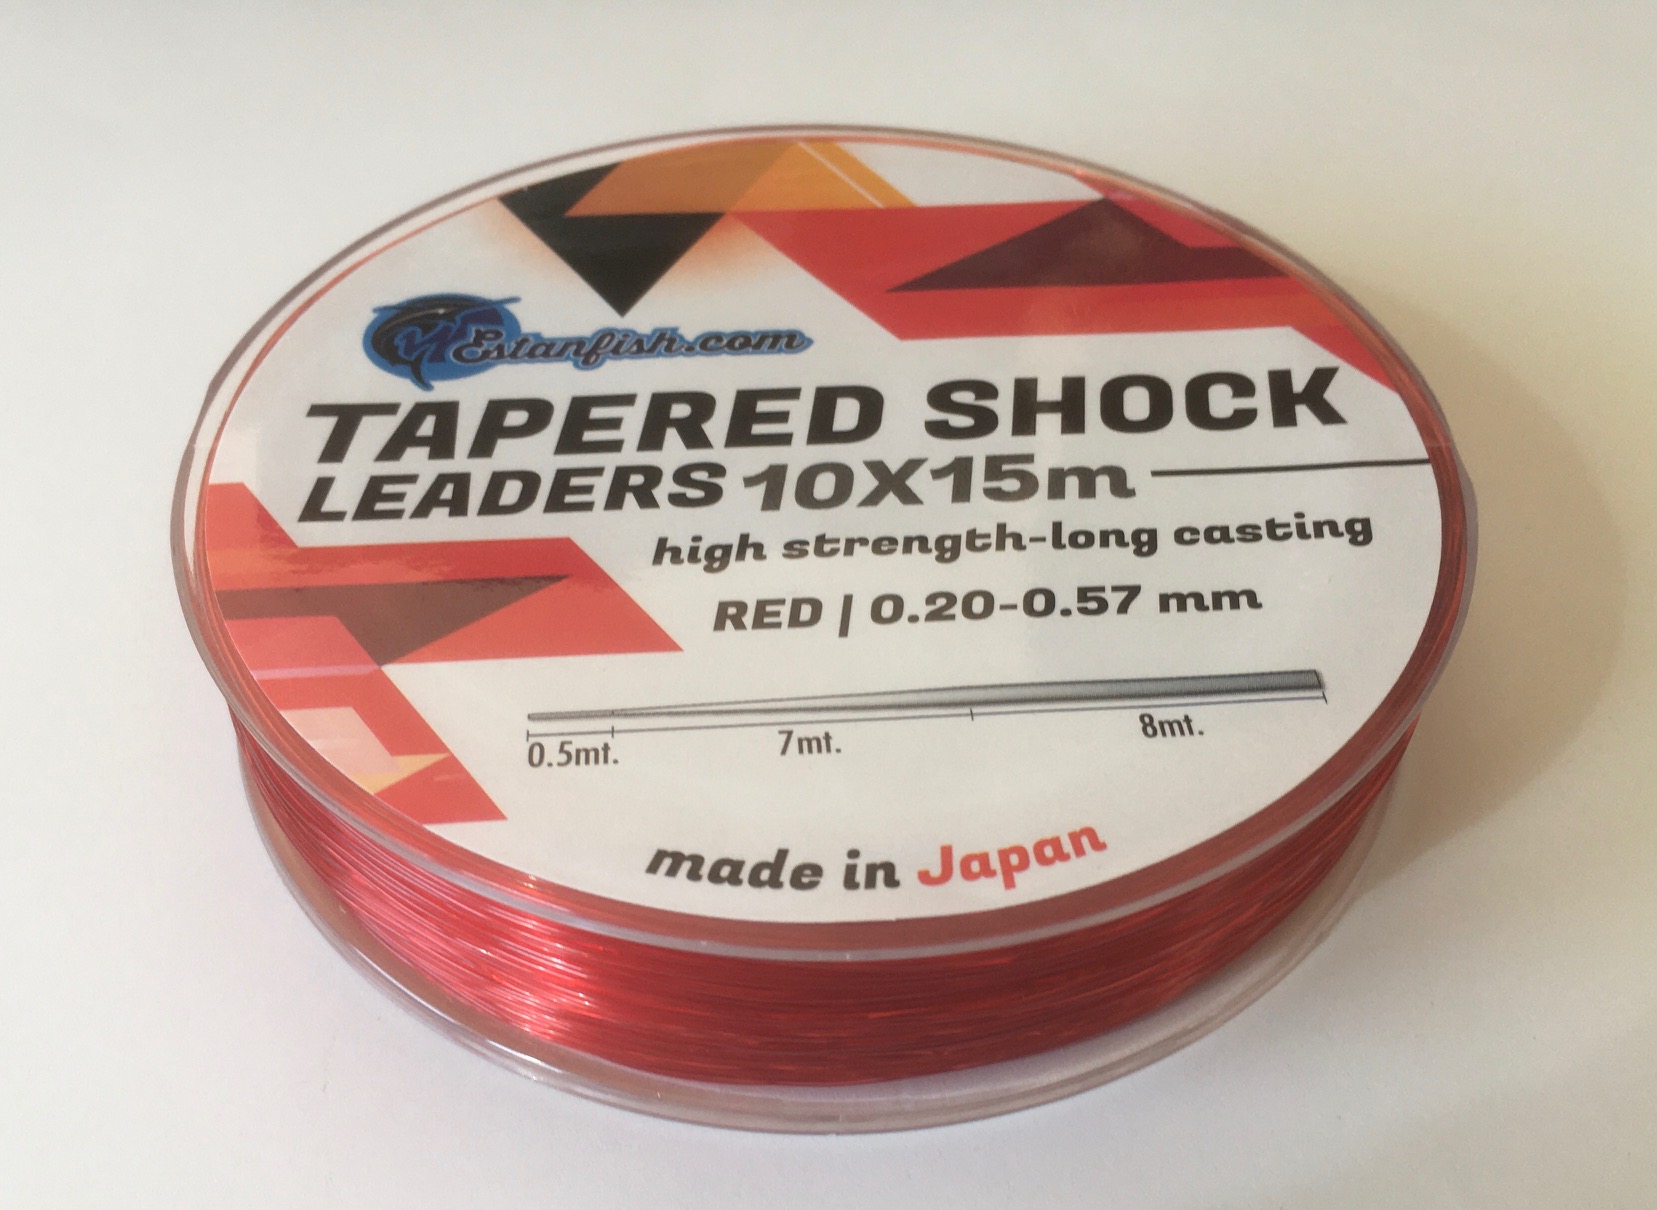 Estanfish.com
TAPERED SHOCK
LEADERS 10X15m
high strength-long casting
RED | 0.20-0.57 mm
0.5mt. 7mt. 8mt.
made in Japan